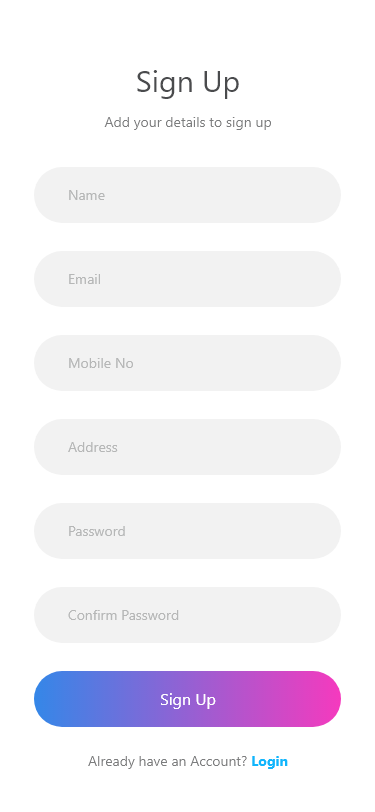 Sign Up
Add your details to sign up
Name
Email
Mobile No
Address
Password
Confirm Password
Sign Up
Already have an Account? Login